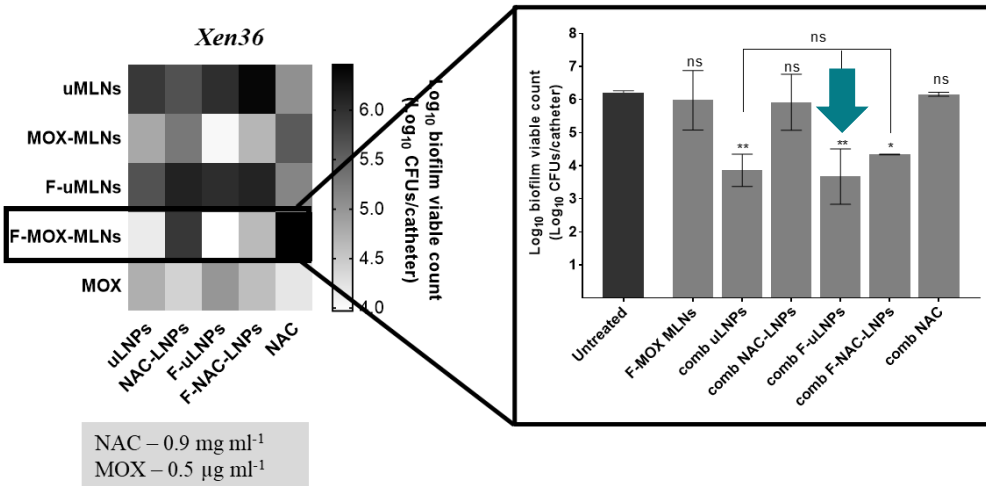 Xen36
uMLNs
MOX-MLNs
F-uMLNs
F-MOX-MLNs
MOX
uLNPs
NAC-LNPs
F-uLNPs
F-NAC-LNPs
NAC
6.0
5.5
5.0
4.5
4.0
Log₁₀ biofilm viable count
(Log₁₀ CFUs/catheter)
NAC – 0.9 mg ml⁻¹
MOX – 0.5 µg ml⁻¹
Log₁₀ biofilm viable count
(Log₁₀ CFUs/catheter)
8
7
6
5
4
3
2
1
ns
ns
**
ns
**
*
ns
Untreated
F-MOX MLNs
comb uLNPs
comb NAC-LNPs
comb F-uLNPs
comb F-NAC-LNPs
comb NAC